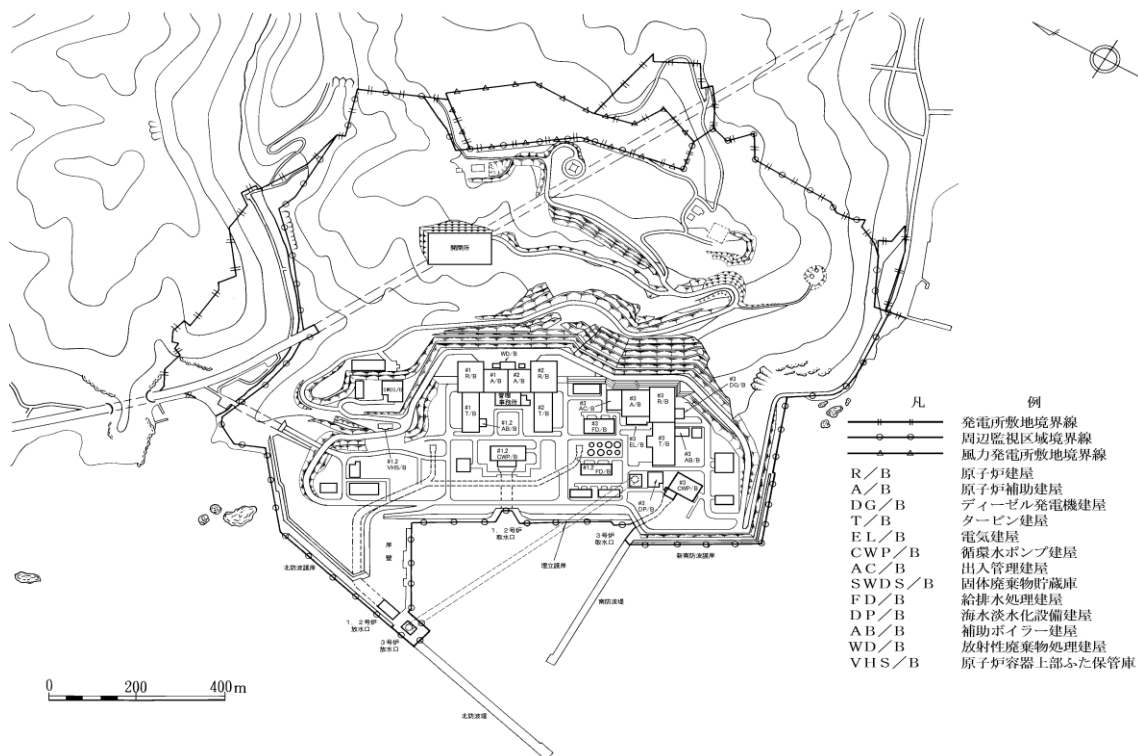 開閉所
WD/B
#1
R/B
#1
A/B
#2
A/B
#2
R/B
SWDS/B
#1
T/B
管理
事務所
#2
T/B
#1,2
AB/B
#1,2
CWP/B
#1,2
VHS/B
#3
AC/B
#3
A/B
#3
R/B
#3
DG/B
#3
FD/B
#3
EL/B
#3
T/B
#3
AB/B
#1,2
FD/B
#3
DP/B
#3
CWP/B
1，2号炉
取水口
3号炉
取水口
埋立護岸
新南防波護岸
岸
壁
北防波護岸
南防波堤
1，2号炉
放水口
3号炉
放水口
北防波堤
0 200 400m
凡 例
発電所敷地境界線
周辺監視区域境界線
風力発電所敷地境界線
R／B 原子炉建屋
A／B 原子炉補助建屋
DG／B ディーゼル発電機建屋
T／B タービン建屋
EL／B 電気建屋
CWP／B 循環水ポンプ建屋
AC／B 出入管理建屋
SWDS／B 固体廃棄物貯蔵庫
FD／B 給排水処理建屋
DP／B 海水淡水化設備建屋
AB／B 補助ボイラー建屋
WD／B 放射性廃棄物処理建屋
VHS／B 原子炉容器上部ふた保管庫